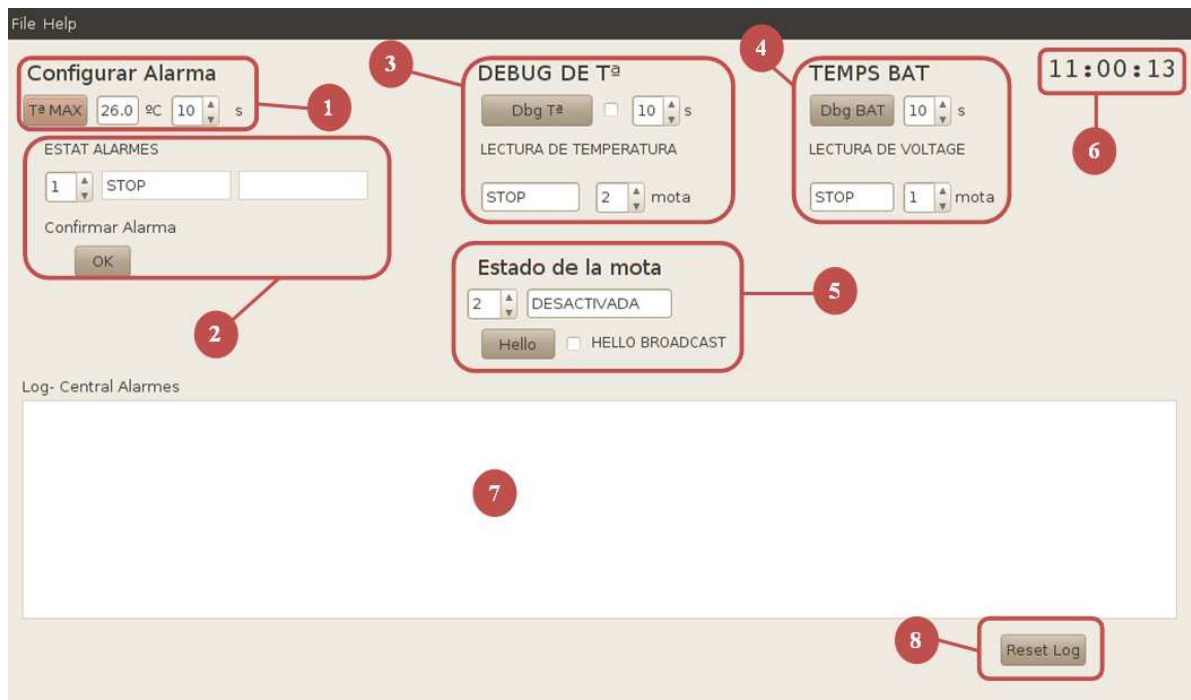 File Help
Configurar Alarma
Tª MAX 26.0 ºC 10 s
1
ESTAT ALARMES
1 STOP
Confirmar Alarma
OK
2
3
DEBUG DE Tª
Dbg Tª 10 s
LECTURA DE TEMPERATURA
STOP 2 mota
4
TEMPS BAT
Dbg BAT 10 s
LECTURA DE VOLTAGE
STOP 1 mota
11:00:13
6
Estado de la mota
2 DESACTIVADA
Hello HELLO BROADCAST
5
Log- Central Alarmes
7
8
Reset Log